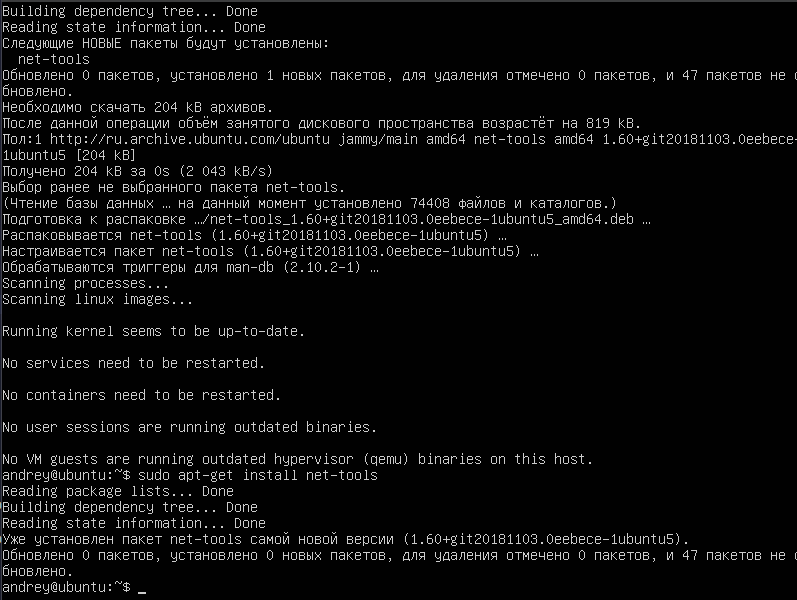 Building dependency tree... Done
Reading state information... Done
Следующие НОВЫЕ пакеты будут установлены:
  net-tools
Обновлено 0 пакетов, установлено 1 новых пакетов, для удаления отмечено 0 пакетов, и 47 пакетов не о
бновлено.
Необходимо скачать 204 kB архивов.
После данной операции объём занятого дискового пространства возрастёт на 819 kB.
Пол:1 http://ru.archive.ubuntu.com/ubuntu jammy/main amd64 net-tools amd64 1.60+git20181103.0eebece-
1ubuntu5 [204 kB]
Получено 204 kB за 0s (2 043 kB/s)
Выбор ранее не выбранного пакета net-tools.
(Чтение базы данных … на данный момент установлено 74408 файлов и каталогов.)
Подготовка к распаковке …/net-tools_1.60+git20181103.0eebece-1ubuntu5_amd64.deb …
Распаковывается net-tools (1.60+git20181103.0eebece-1ubuntu5) …
Настраивается пакет net-tools (1.60+git20181103.0eebece-1ubuntu5) …
Обрабатываются триггеры для man-db (2.10.2-1) …
Scanning processes...
Scanning linux images...

Running kernel seems to be up-to-date.

No services need to be restarted.

No containers need to be restarted.

No user sessions are running outdated binaries.

No VM guests are running outdated hypervisor (qemu) binaries on this host.
andrey@ubuntu:~$ sudo apt-get install net-tools
Reading package lists... Done
Building dependency tree... Done
Reading state information... Done
Уже установлен пакет net-tools самой новой версии (1.60+git20181103.0eebece-1ubuntu5).
Обновлено 0 пакетов, установлено 0 новых пакетов, для удаления отмечено 0 пакетов, и 47 пакетов не о
бновлено.
andrey@ubuntu:~$ _